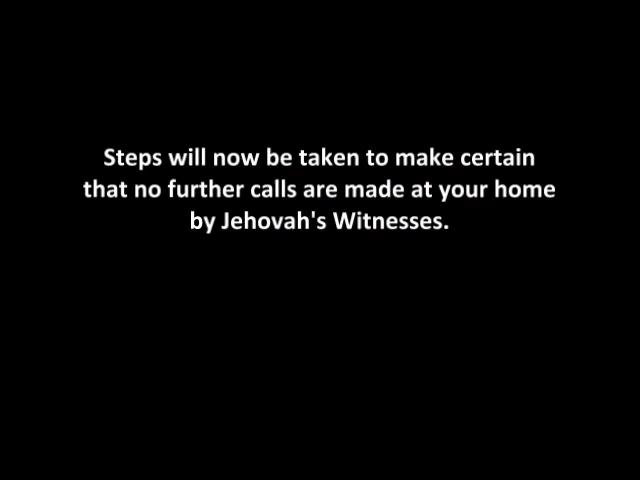 Steps will now be taken to make certain
that no further calls are made at your home
by Jehovah's Witnesses.